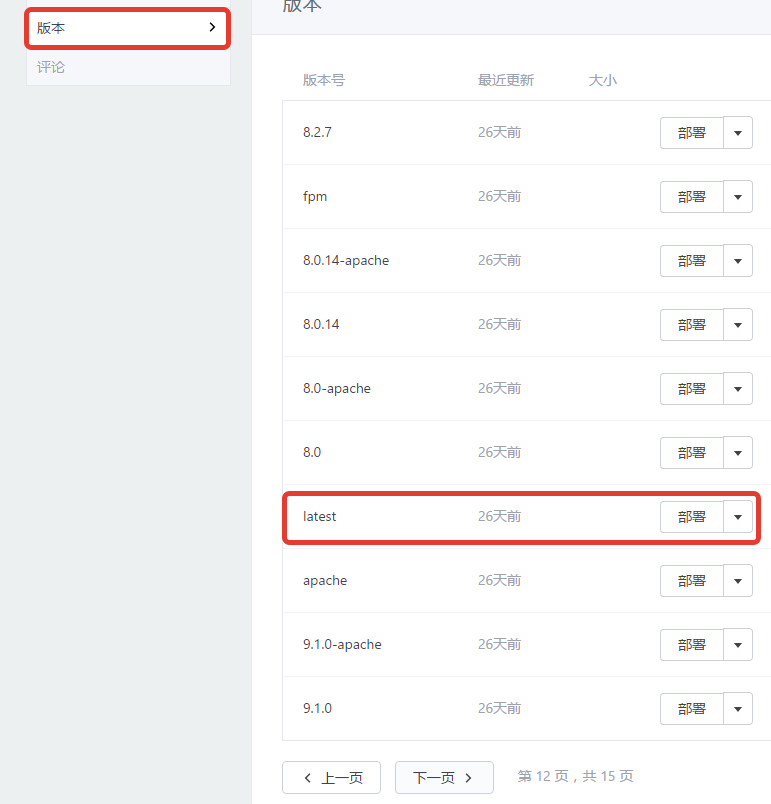 版本
版本
评论
版本号 最近更新 大小
8.2.7 26天前 部署
fpm 26天前 部署
8.0.14-apache 26天前 部署
8.0.14 26天前 部署
8.0-apache 26天前 部署
8.0 26天前 部署
latest 26天前 部署
apache 26天前 部署
9.1.0-apache 26天前 部署
9.1.0 26天前 部署
上一页 下一页 第 12 页，共 15 页